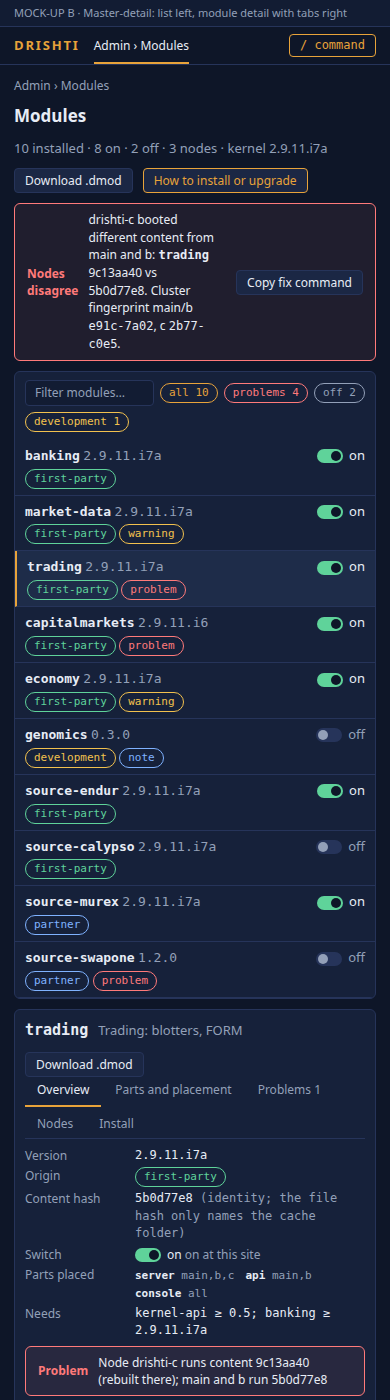 MOCK-UP B · Master-detail: list left, module detail with tabs right
DRISHTI Admin › Modules / command
Admin › Modules
Modules
10 installed · 8 on · 2 off · 3 nodes · kernel 2.9.11.i7a
Download .dmod How to install or upgrade
Nodes disagree
drishti-c booted
different content from
main and b: trading
9c13aa40 vs
5b0d77e8. Cluster
fingerprint main/b
e91c-7a02, c 2b77-
c0e5.
Copy fix command
Filter modules... all 10 problems 4 off 2
development 1
banking 2.9.11.i7a on
first-party
market-data 2.9.11.i7a on
first-party warning
trading 2.9.11.i7a on
first-party problem
capitalmarkets 2.9.11.i6 on
first-party problem
economy 2.9.11.i7a on
first-party warning
genomics 0.3.0 off
development note
source-endur 2.9.11.i7a on
first-party
source-calypso 2.9.11.i7a off
first-party
source-murex 2.9.11.i7a on
partner
source-swapone 1.2.0 off
partner problem
trading Trading: blotters, FORM
Download .dmod
Overview Parts and placement Problems 1
Nodes Install
Version 2.9.11.i7a
Origin first-party
Content hash 5b0d77e8 (identity; the file
hash only names the cache
folder)
Switch on on at this site
Parts placed server main,b,c api main,b
console all
Needs kernel-api ≥ 0.5; banking ≥
2.9.11.i7a
Problem Node drishti-c runs content 9c13aa40
(rebuilt there); main and b run 5b0d77e8